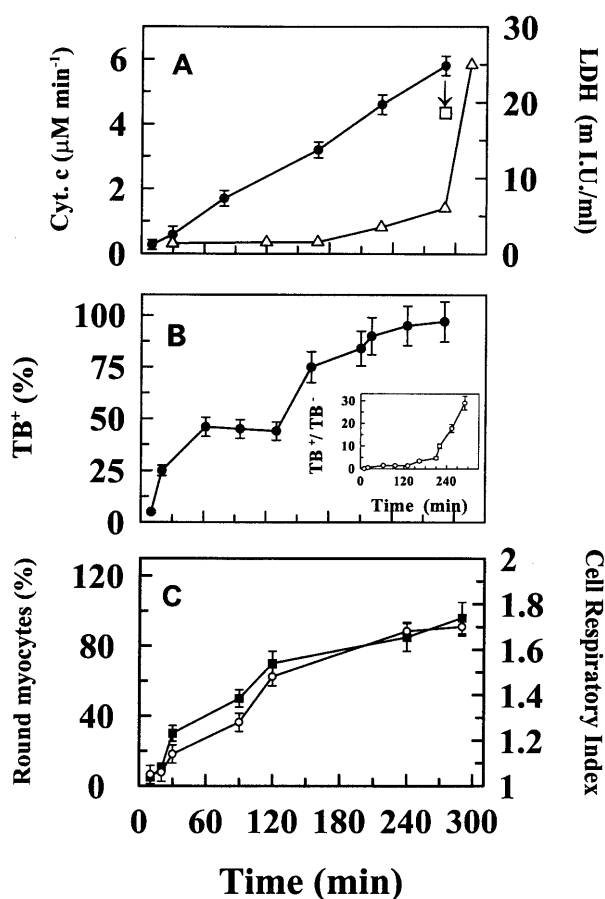 A
6
4
2
0
Cyt. c (µM min⁻¹)
30
20
10
0
LDH (m I.U./ml)
B
100
75
50
25
0
TB⁺ (%)
30
20
10
0
TB⁺/ TB⁻
0 120 240
Time (min)
C
120
80
40
0
Round myocytes (%)
2
1.8
1.6
1.4
1.2
1
Cell Respiratory Index
0 60 120 180 240 300
Time (min)